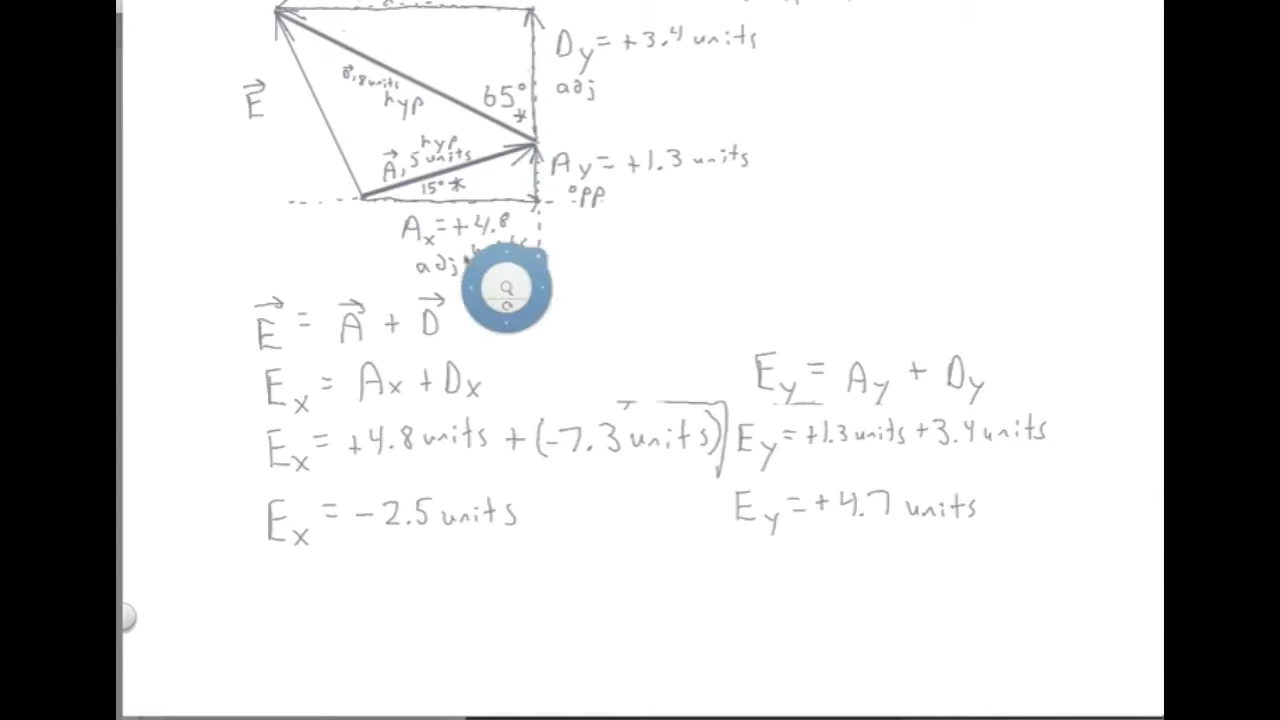 Dy = +3.4 units
adj
65° *
D, 8 units
hyp
E
hyp
A, 5 units
15° *
Ay = +1.3 units
opp
Ax = +4.8
adj
E = A + D
Ex = Ax + Dx
Ey = Ay + Dy
Ex = +4.8 units + (-7.3 units)
Ey = +1.3 units + 3.4 units
Ex = -2.5 units
Ey = +4.7 units